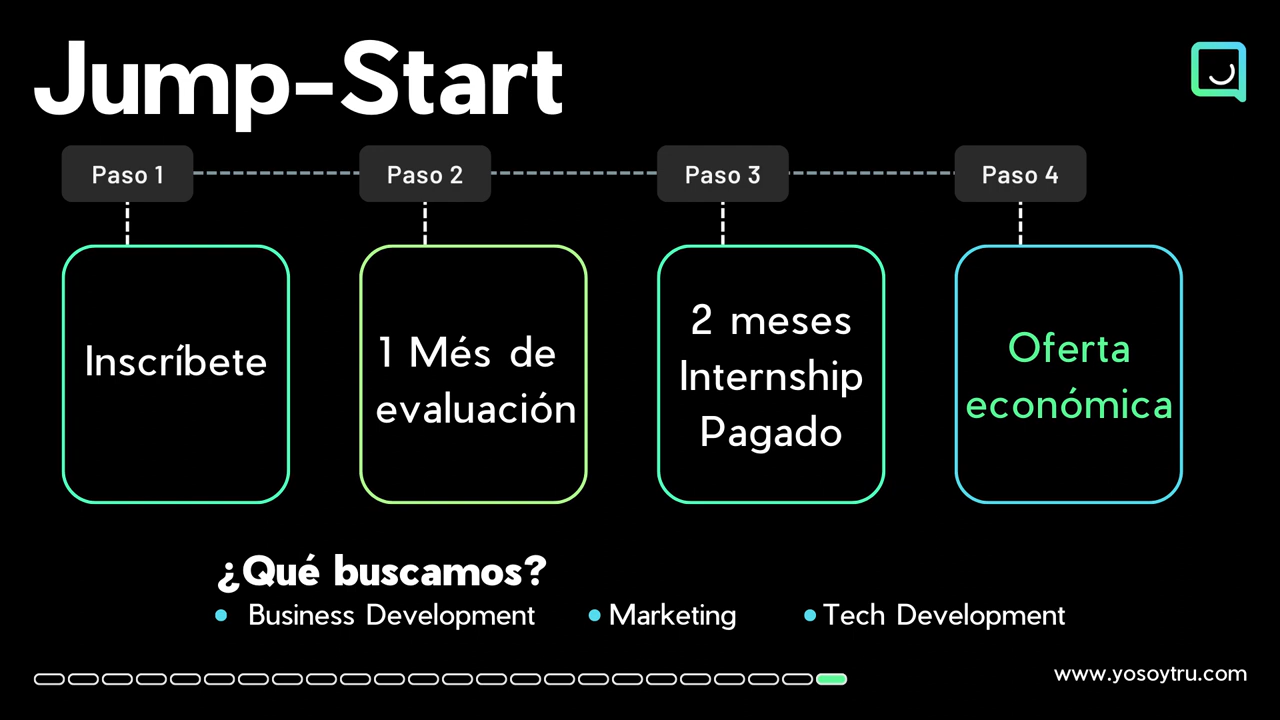 Jump-Start
Paso 1
Paso 2
Paso 3
Paso 4
Inscríbete
1 Més de
evaluación
2 meses
Internship
Pagado
Oferta
económica
¿Qué buscamos?
Business Development
Marketing
Tech Development
www.yosoytru.com